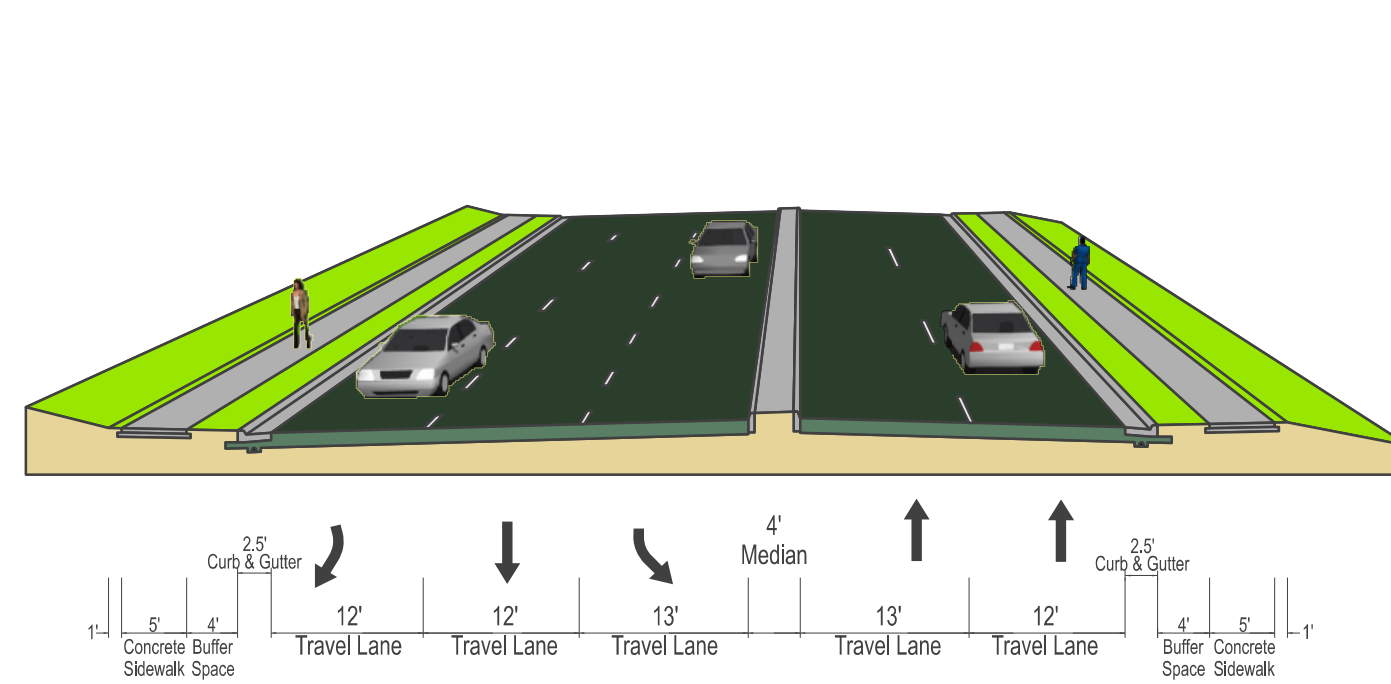 4'
Median
2.5'
Curb & Gutter
2.5'
Curb & Gutter
12'
Travel Lane
12'
Travel Lane
13'
Travel Lane
13'
Travel Lane
12'
Travel Lane
1'
5'
Concrete
Sidewalk
4'
Buffer
Space
4'
Buffer
Space
5'
Concrete
Sidewalk
1'